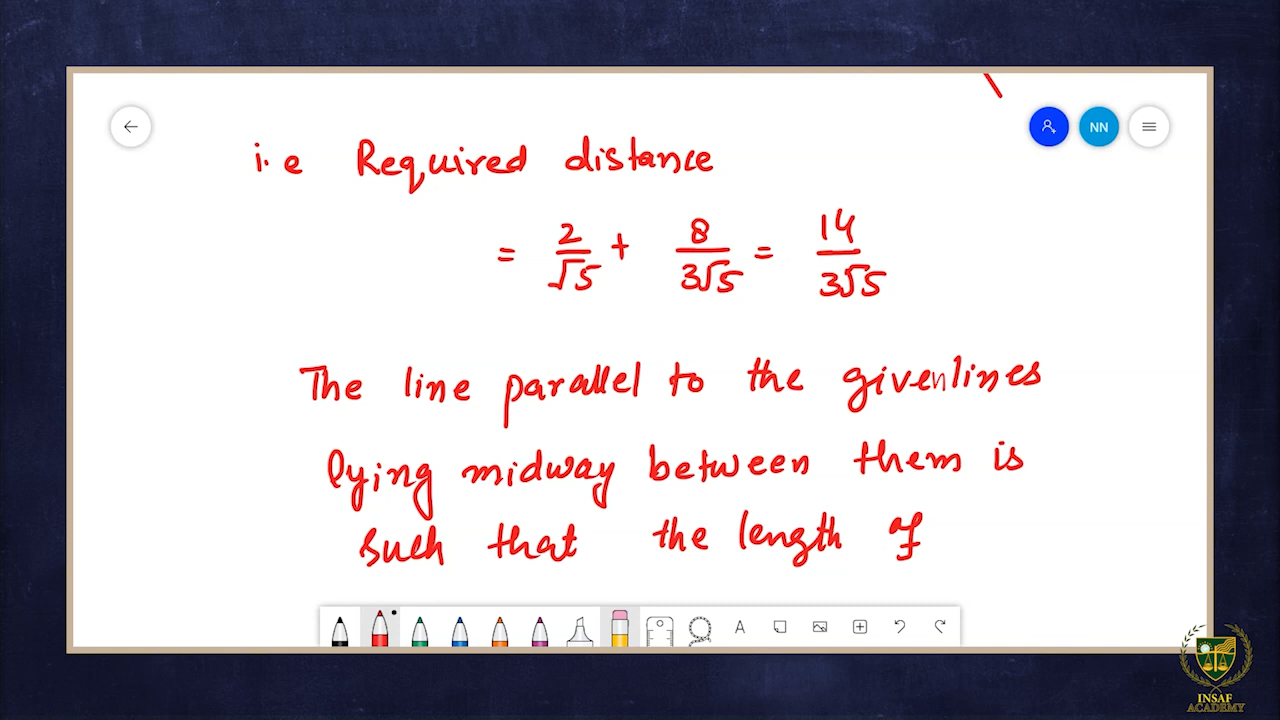 NN
i.e Required distance
= 2/√5 + 8/3√5 = 14/3√5
The line parallel to the givenlines
lying midway between them is
such that the length of
A
INSAF
ACADEMY